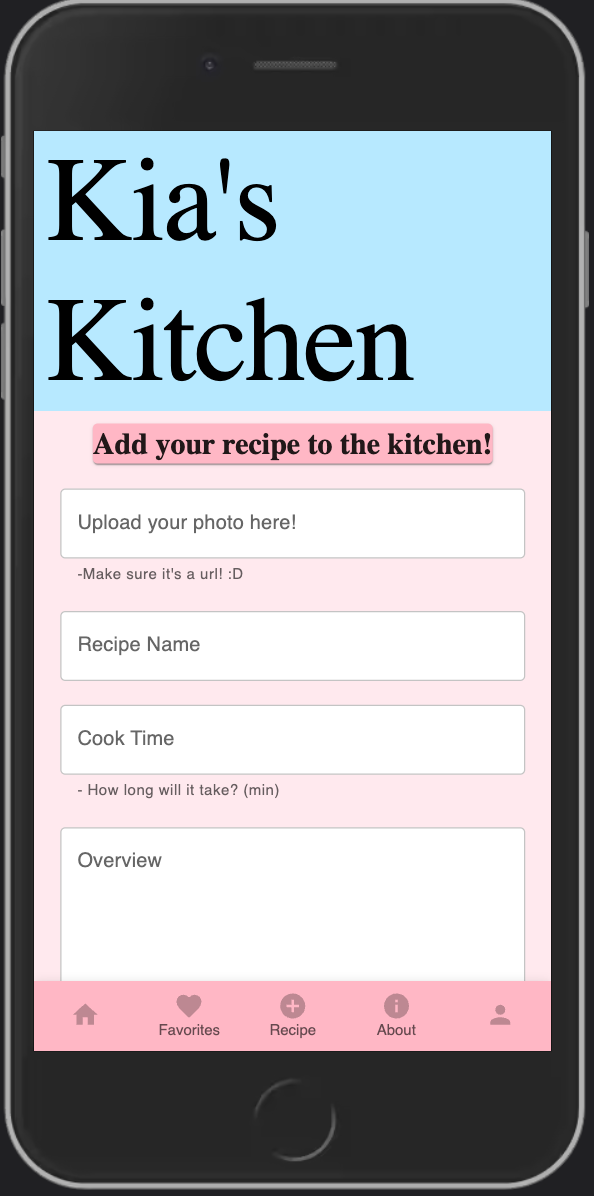 Kia's
Kitchen
Add your recipe to the kitchen!
Upload your photo here!
-Make sure it's a url! :D
Recipe Name
Cook Time
- How long will it take? (min)
Overview
Favorites
Recipe
About